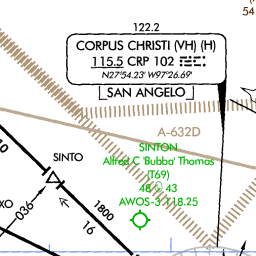 122.2
54
CORPUS CHRISTI (VH) (H)
115.5 CRP 102
N27°54.23' W97°26.69'
SAN ANGELO
A-632D
SINTON
SINTO
Alfred C 'Bubba' Thomas
(T69)
48 43
AWOS-3 118.25
036
1800
16